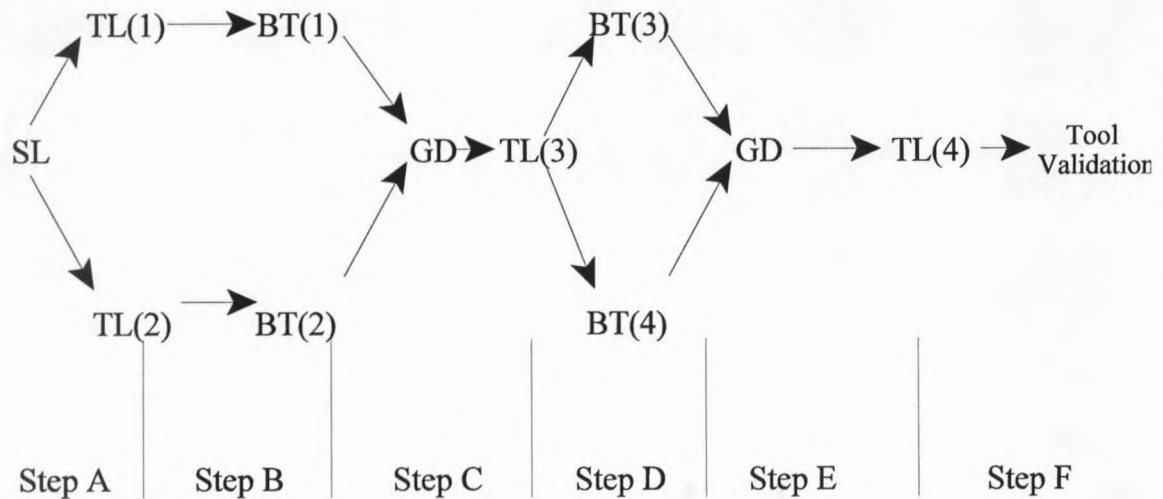 TL(1) BT(1) BT(3)
SL GD TL(3) GD TL(4) Tool
Validation
TL(2) BT(2) BT(4)
Step A Step B Step C Step D Step E Step F